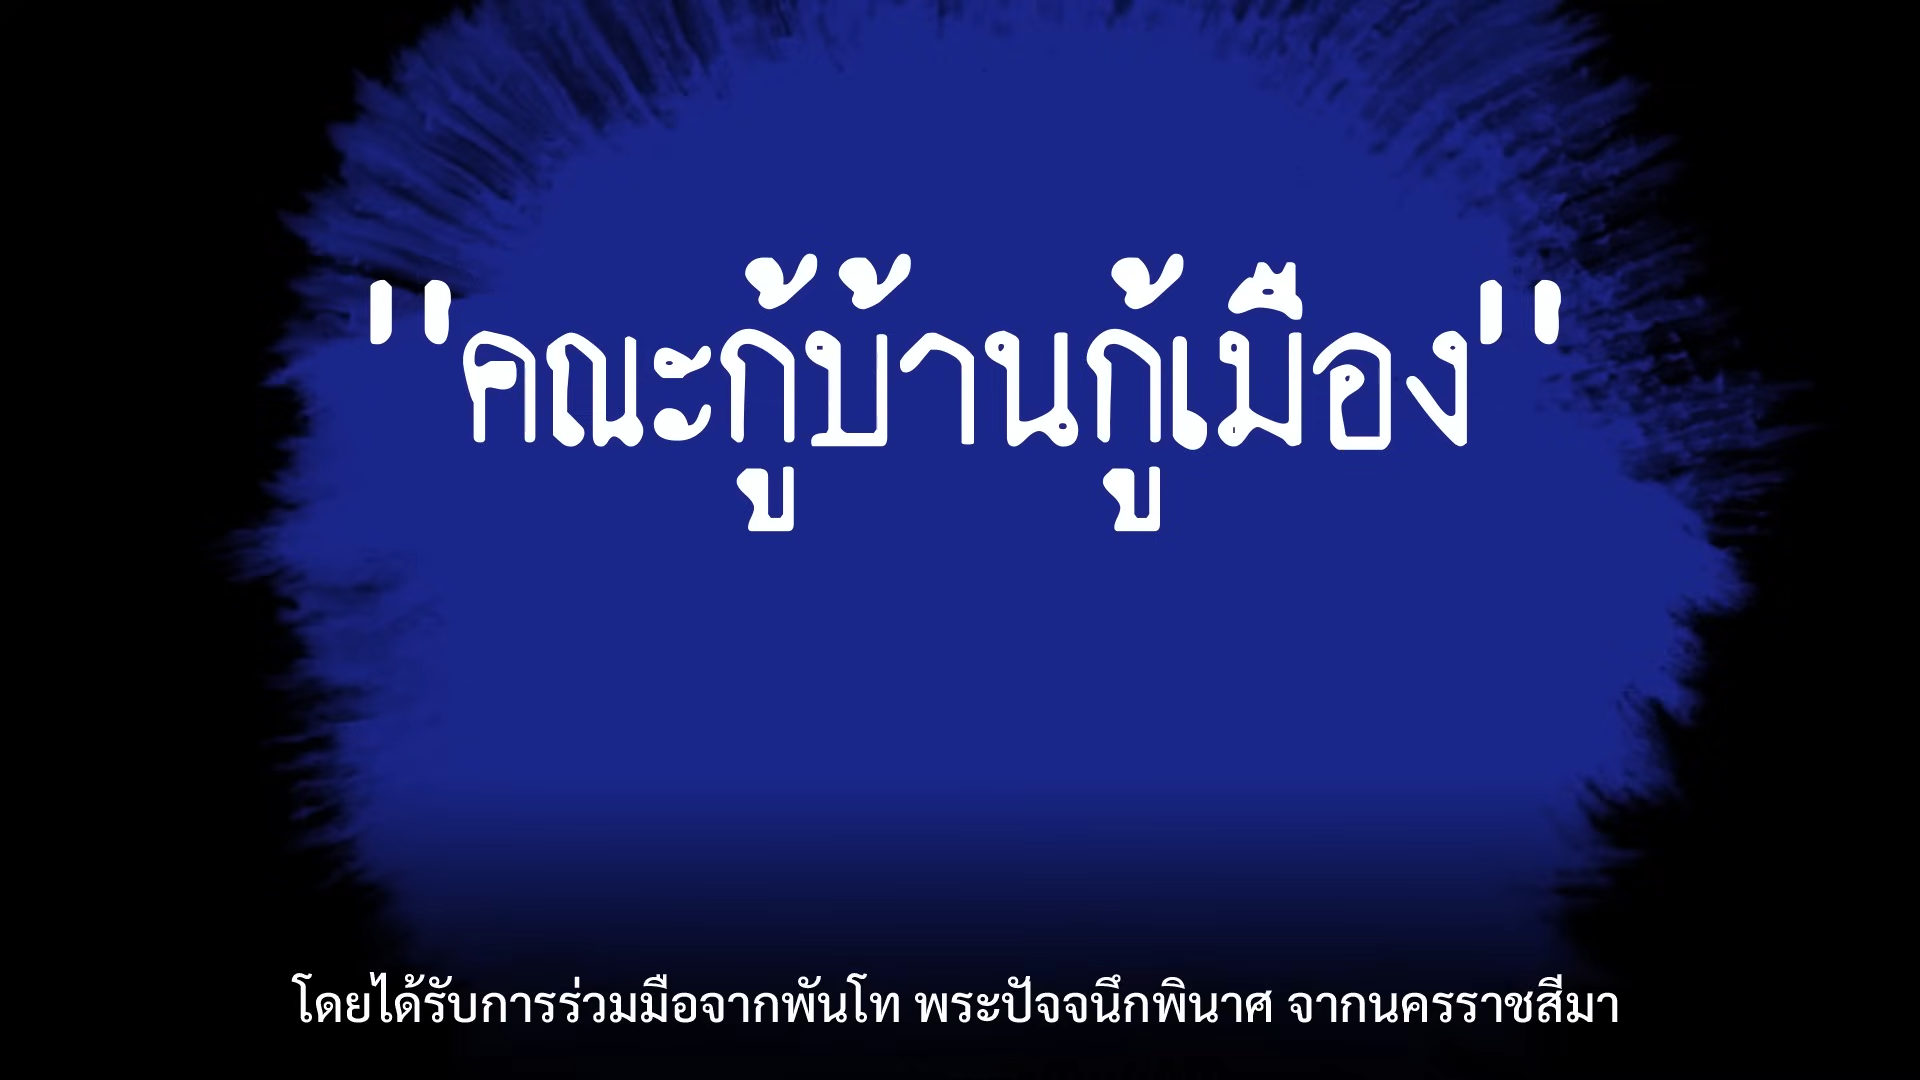 "คณะกู้บ้านกู้เมือง"
โดยได้รับการร่วมมือจากพันโท พระปัจจนึกพินาศ จากนครราชสีมา